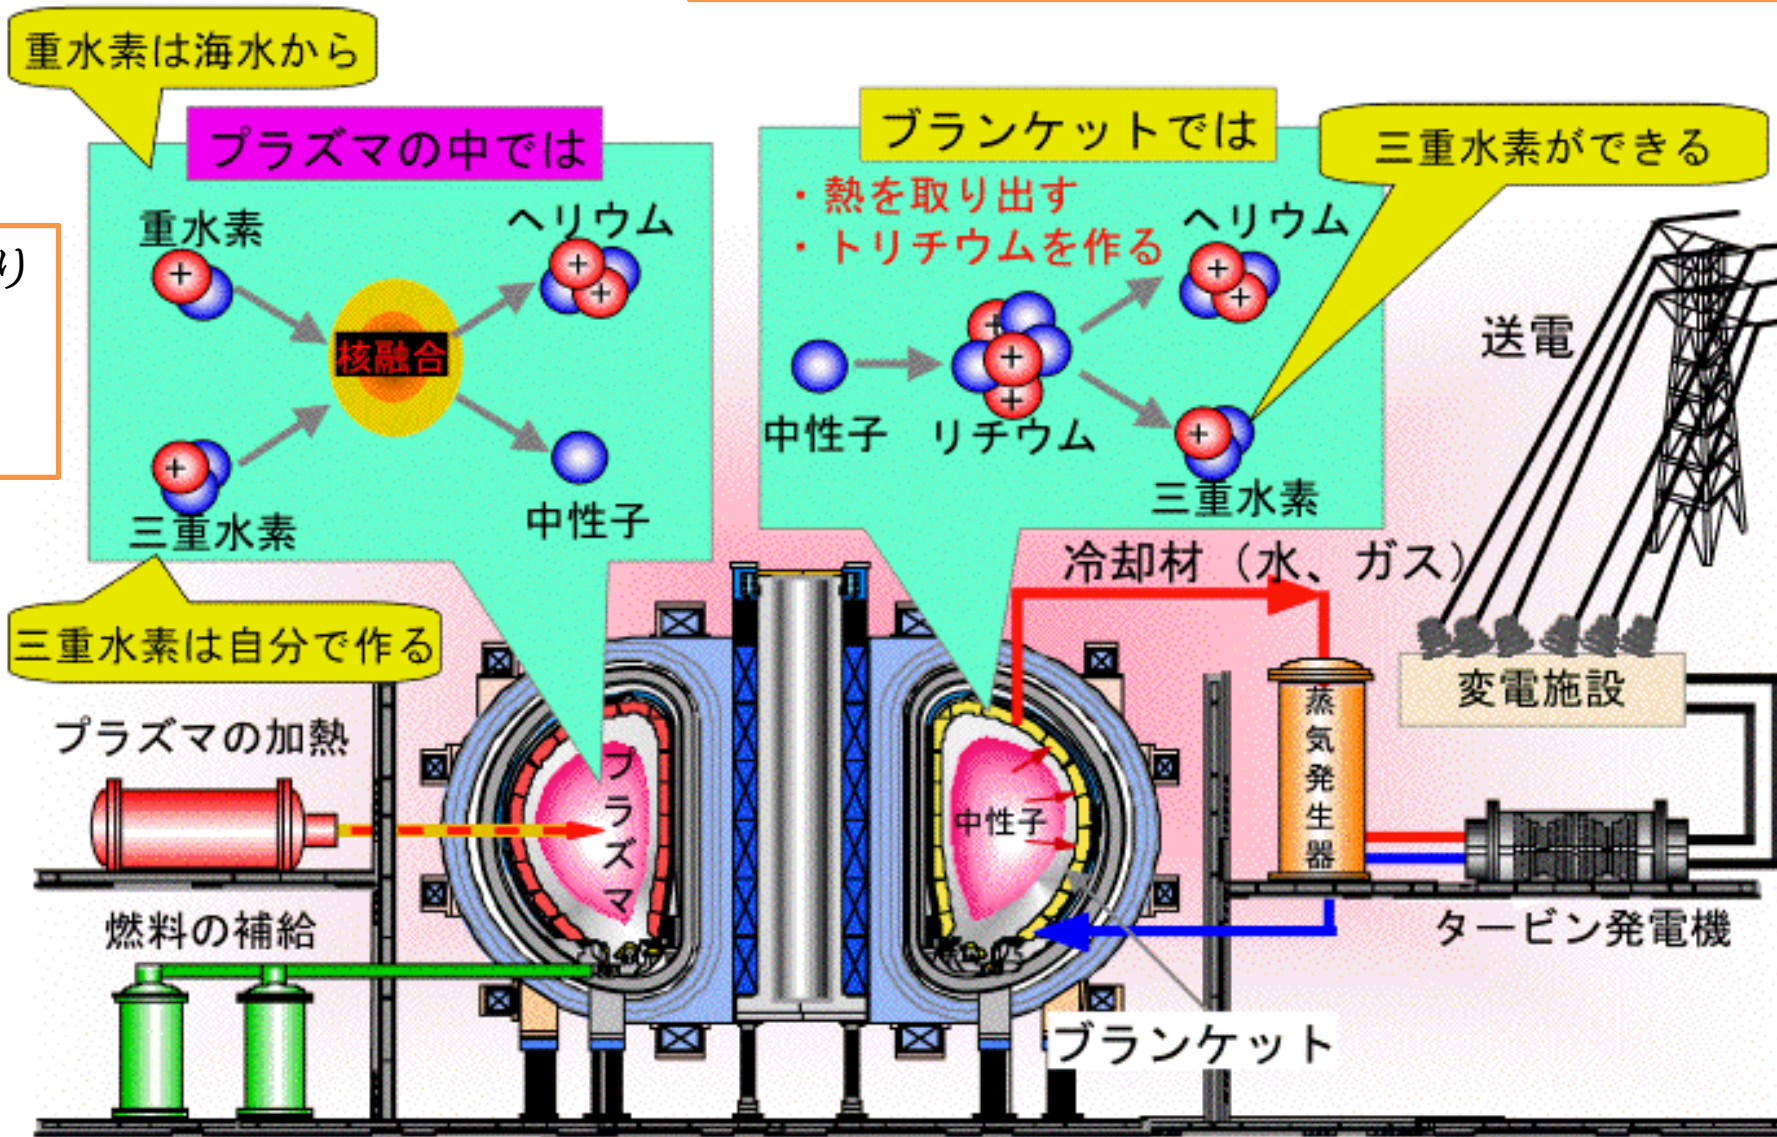 重水素は海水から
プラズマの中では
重水素
ヘリウム
核融合
三重水素
中性子
三重水素は自分で作る
り
ブランケットでは
・熱を取り出す
・トリチウムを作る
ヘリウム
中性子
リチウム
三重水素
三重水素ができる
送電
冷却材(水、ガス)
変電施設
蒸気発生器
タービン発電機
プラズマの加熱
プラズマ
中性子
燃料の補給
ブランケット